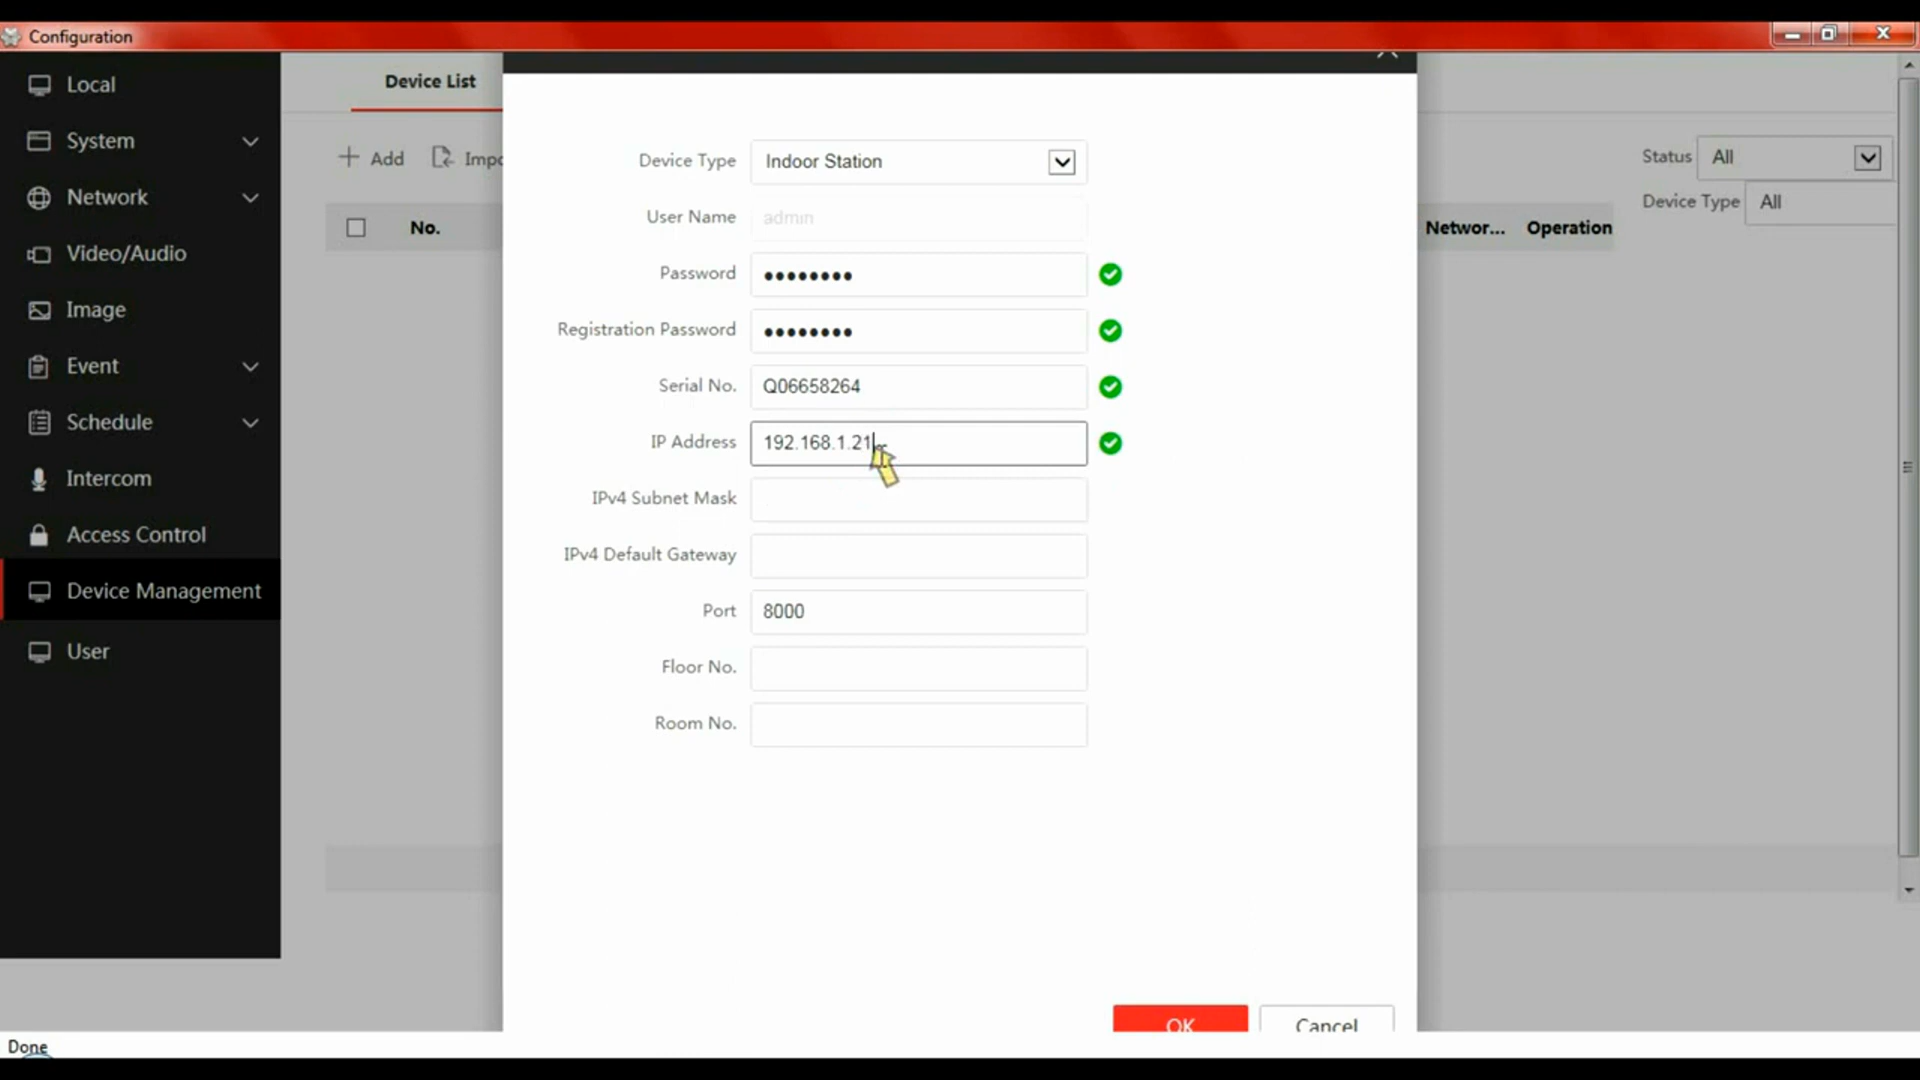 Configuration
Local
System
Network
Video/Audio
Image
Event
Schedule
Intercom
Access Control
Device Management
User
Device List
Add
Impo
No.
Device Type Indoor Station
User Name admin
Password ••••••••
Registration Password ••••••••
Serial No. Q06658264
IP Address 192.168.1.21
IPv4 Subnet Mask
IPv4 Default Gateway
Port 8000
Floor No.
Room No.
OK Cancel
Status All
Device Type All
Networ... Operation
Done